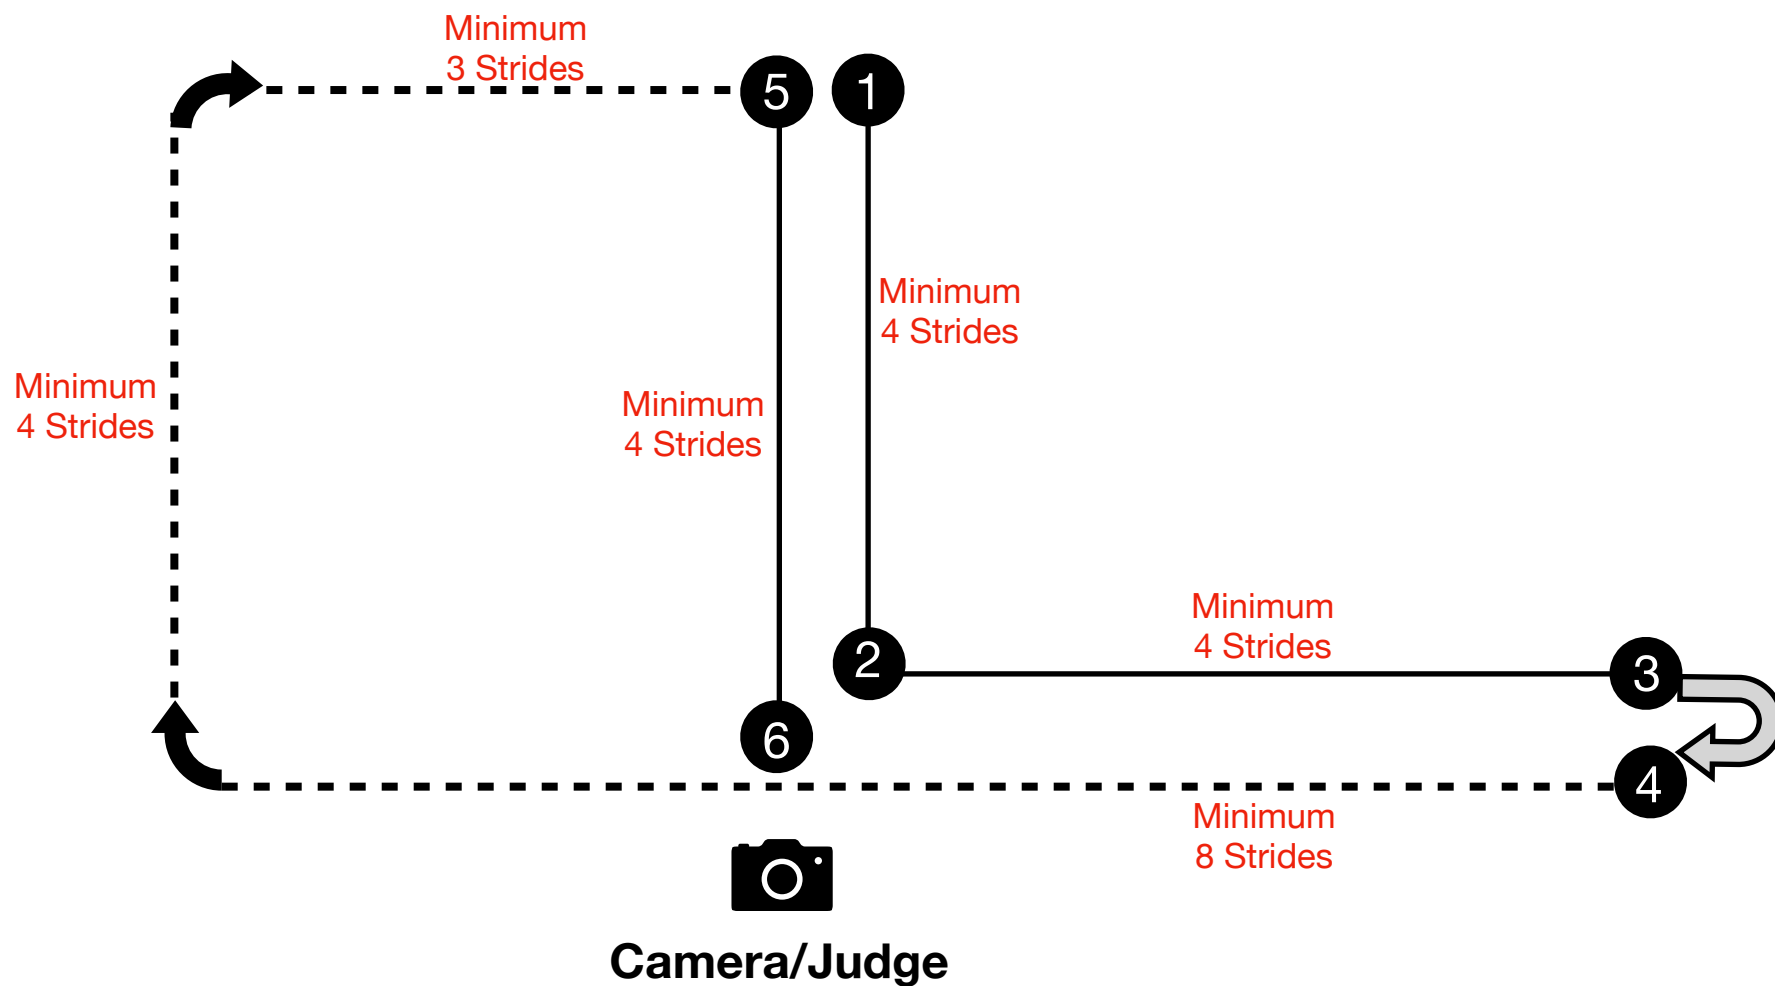 Minimum
3 Strides
5
1
Minimum
4 Strides
Minimum
4 Strides
Minimum
4 Strides
Minimum
4 Strides
2
3
6
4
Minimum
8 Strides
Camera/Judge